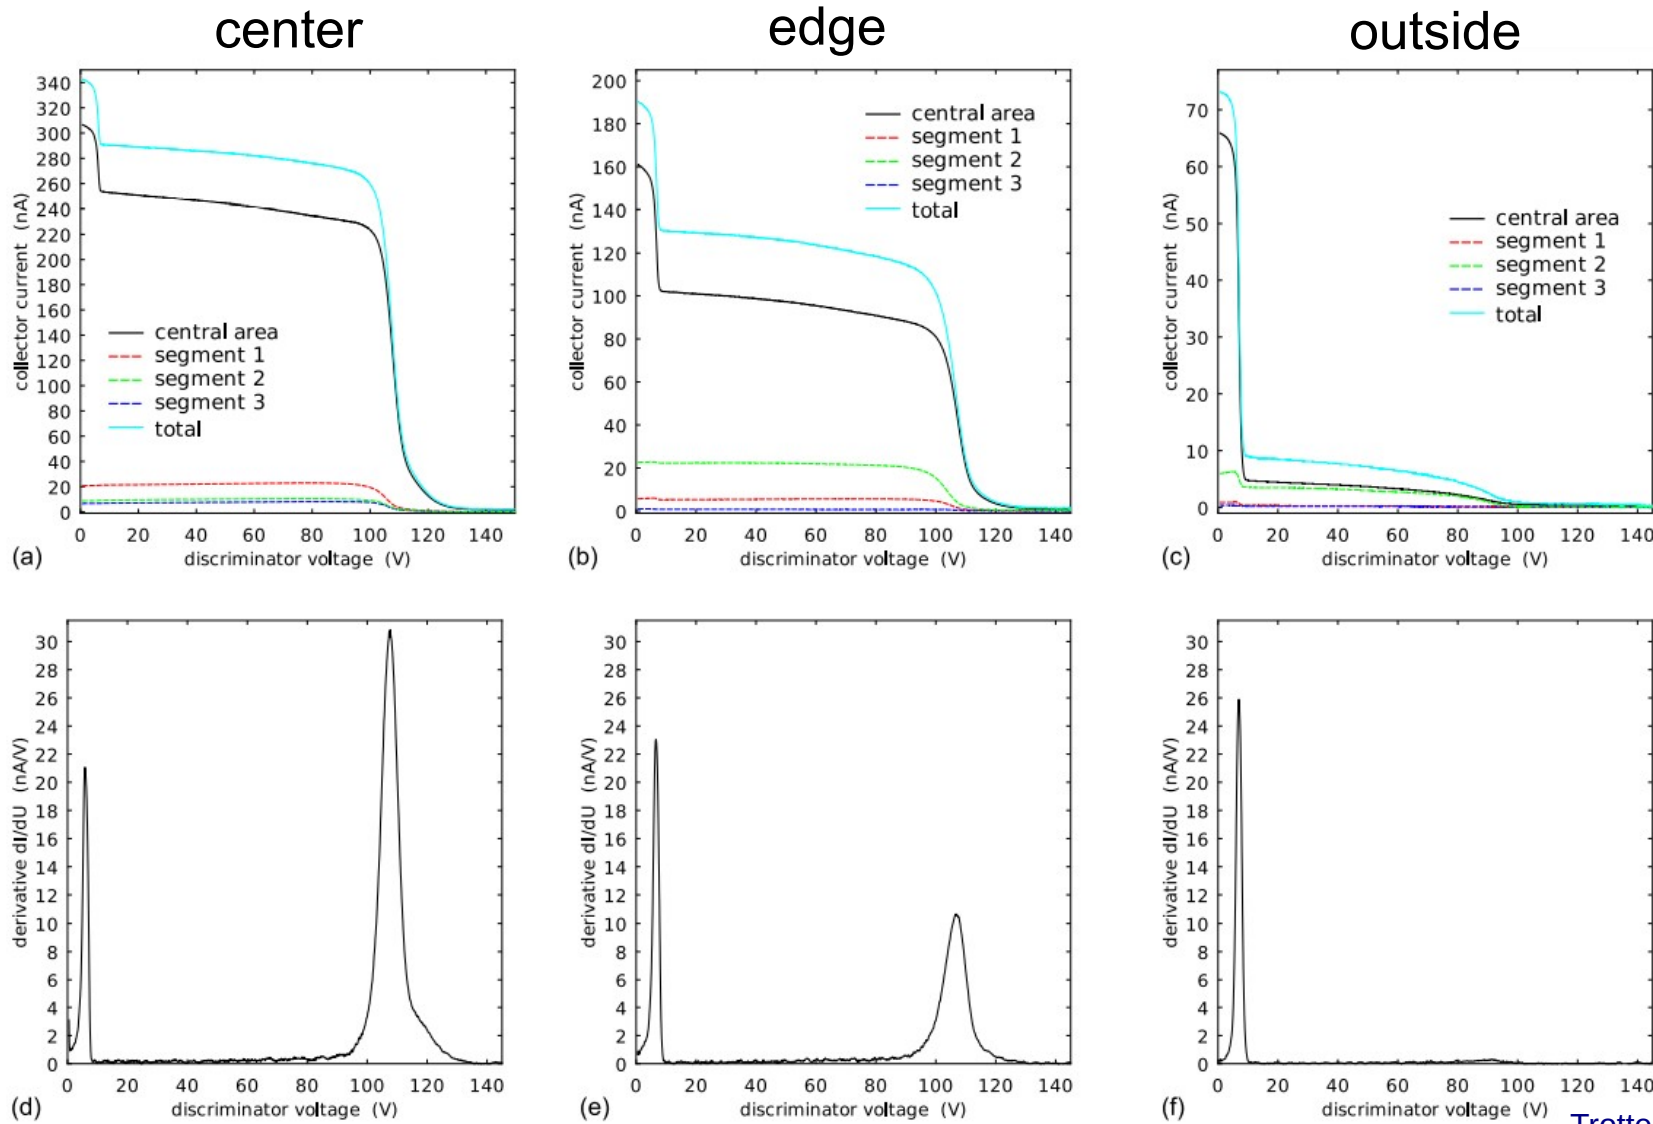 center
edge
outside
340
320
300
280
260
240
220
200
180
160
140
120
100
80
60
40
20
0
collector current (nA)
central area
segment 1
segment 2
segment 3
total
0 20 40 60 80 100 120 140
(a)
discriminator voltage (V)
200
180
160
140
120
100
80
60
40
20
0
collector current (nA)
central area
segment 1
segment 2
segment 3
total
0 20 40 60 80 100 120 140
(b)
discriminator voltage (V)
70
60
50
40
30
20
10
0
collector current (nA)
central area
segment 1
segment 2
segment 3
total
0 20 40 60 80 100 120 140
(c)
discriminator voltage (V)
30
28
26
24
22
20
18
16
14
12
10
8
6
4
2
0
derivative dI/dU (nA/V)
0 20 40 60 80 100 120 140
(d)
discriminator voltage (V)
30
28
26
24
22
20
18
16
14
12
10
8
6
4
2
0
derivative dI/dU (nA/V)
0 20 40 60 80 100 120 140
(e)
discriminator voltage (V)
30
28
26
24
22
20
18
16
14
12
10
8
6
4
2
0
derivative dI/dU (nA/V)
0 20 40 60 80 100 120 140
(f)
discriminator voltage (V)